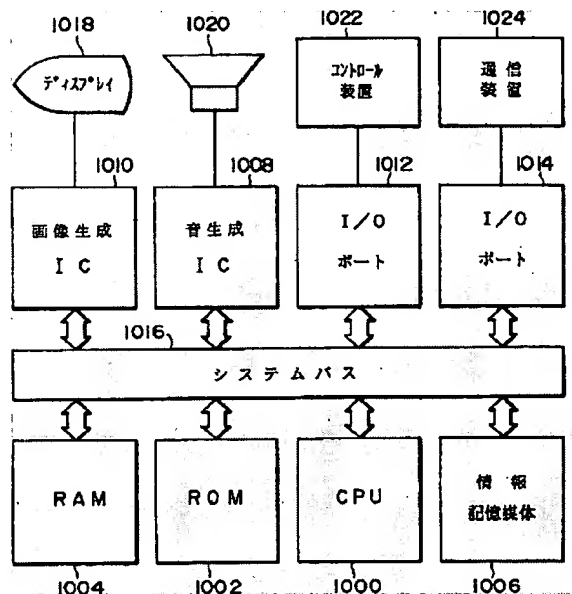 1018
1020
1022
1024
ディスプレイ
コントロール
装置
通信
装置
1010
1008
1012
1014
画像生成
IC
音生成
IC
I/O
ポート
I/O
ポート
1016
システムバス
RAM
ROM
CPU
情報
記憶媒体
1004
1002
1000
1006